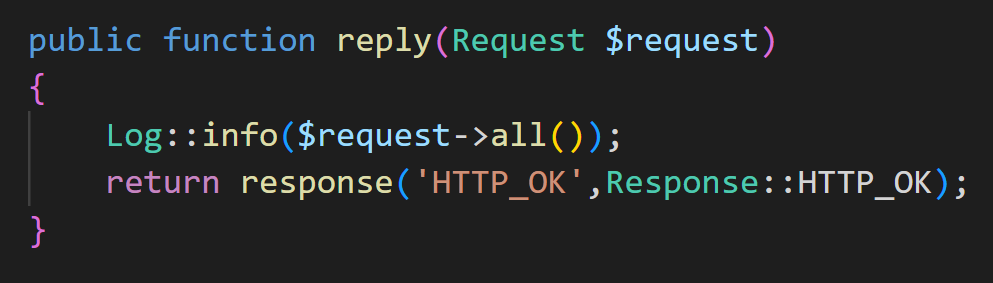 public function reply(Request $request)
{
    Log::info($request->all());
    return response('HTTP_OK',Response::HTTP_OK);
}